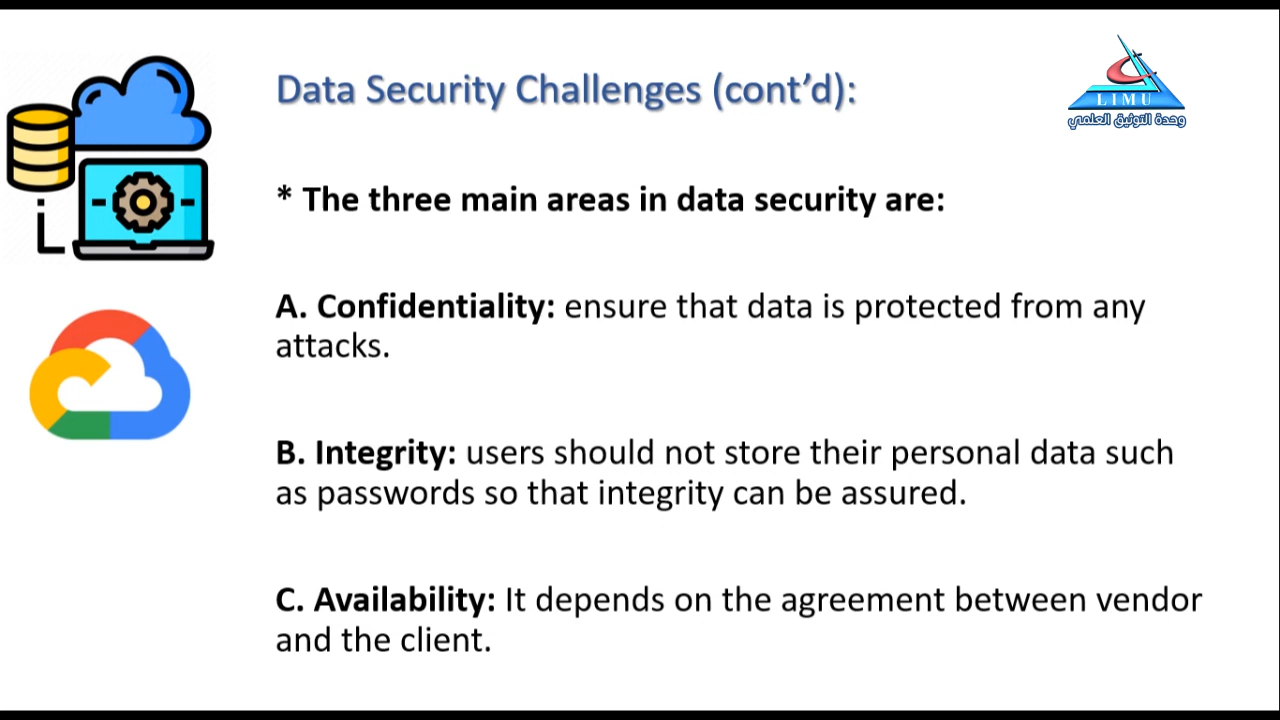 Data Security Challenges (cont’d):
LIMU
وحدة التوثيق العلمي
* The three main areas in data security are:
A. Confidentiality: ensure that data is protected from any
attacks.
B. Integrity: users should not store their personal data such
as passwords so that integrity can be assured.
C. Availability: It depends on the agreement between vendor
and the client.